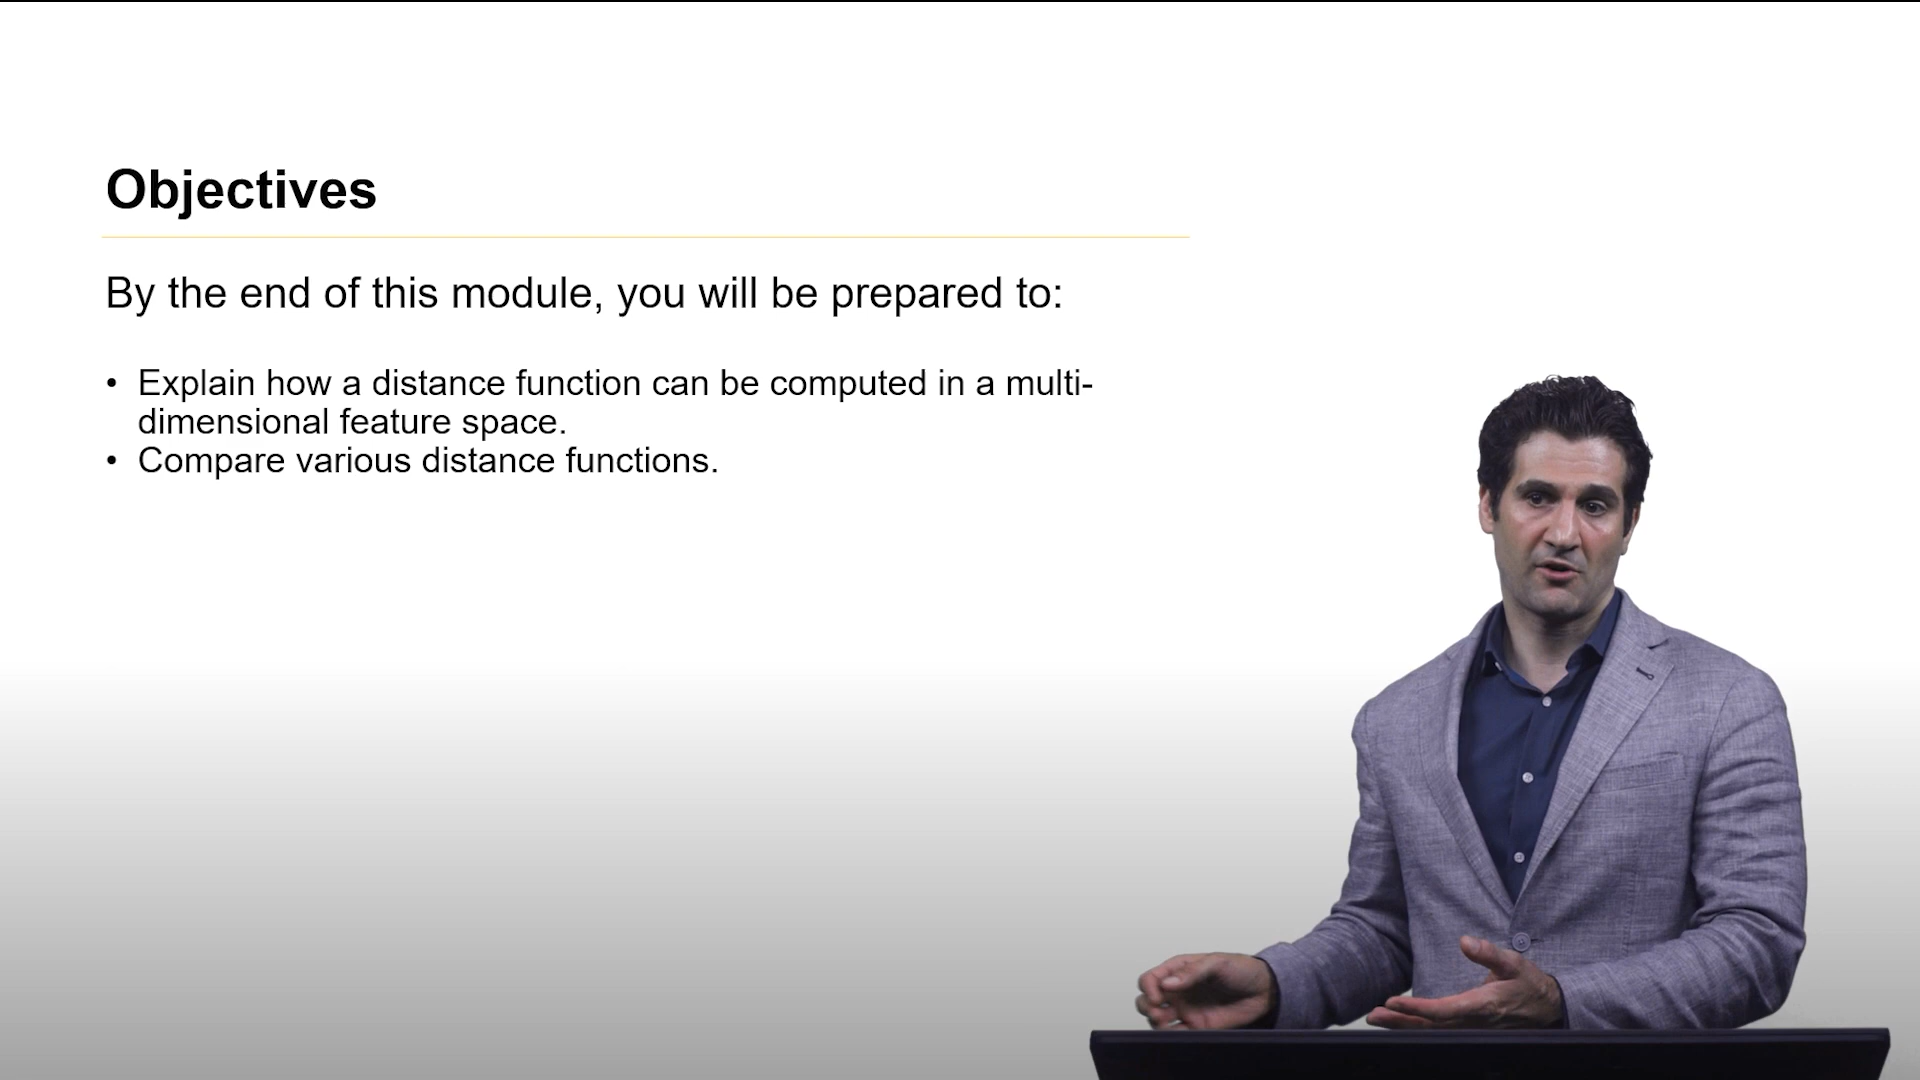 Objectives
By the end of this module, you will be prepared to:
• Explain how a distance function can be computed in a multi-
dimensional feature space.
• Compare various distance functions.